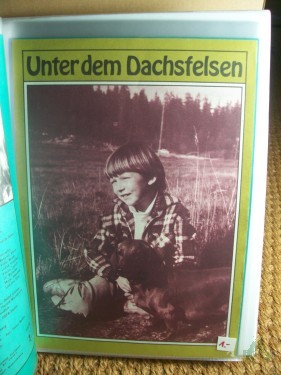 Unter dem Dachsfelsen
1.-